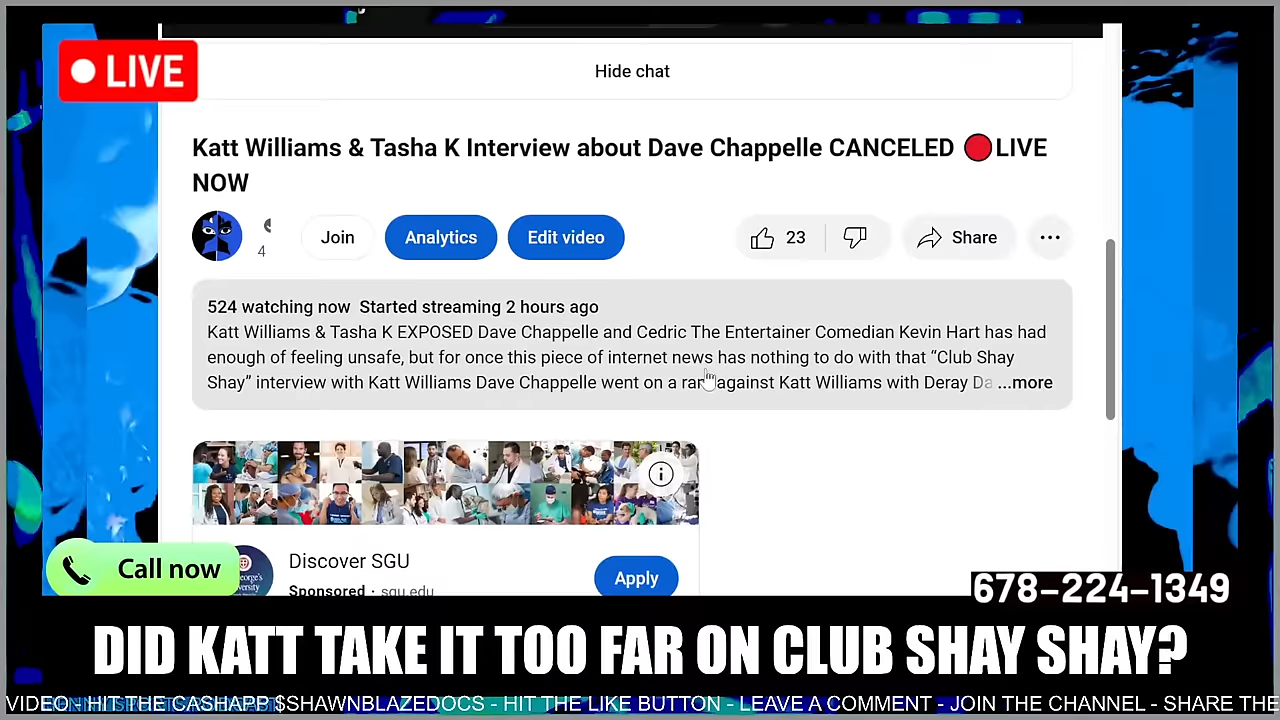 LIVE
Hide chat
Katt Williams & Tasha K Interview about Dave Chappelle CANCELED 🔴LIVE
NOW
4
Join
Analytics
Edit video
23
Share
524 watching now Started streaming 2 hours ago
Katt Williams & Tasha K EXPOSED Dave Chappelle and Cedric The Entertainer Comedian Kevin Hart has had
enough of feeling unsafe, but for once this piece of internet news has nothing to do with that “Club Shay
Shay” interview with Katt Williams Dave Chappelle went on a against Katt Williams with Deray Da ...more
Discover SGU
Sponsored · sgu.edu
Apply
Call now
678-224-1349
DID KATT TAKE IT TOO FAR ON CLUB SHAY SHAY?
VIDEO - HIT THE CASHAPP $SHAWNBLAZEDOCS - HIT THE LIKE BUTTON - LEAVE A COMMENT - JOIN THE CHANNEL - SHARE THE